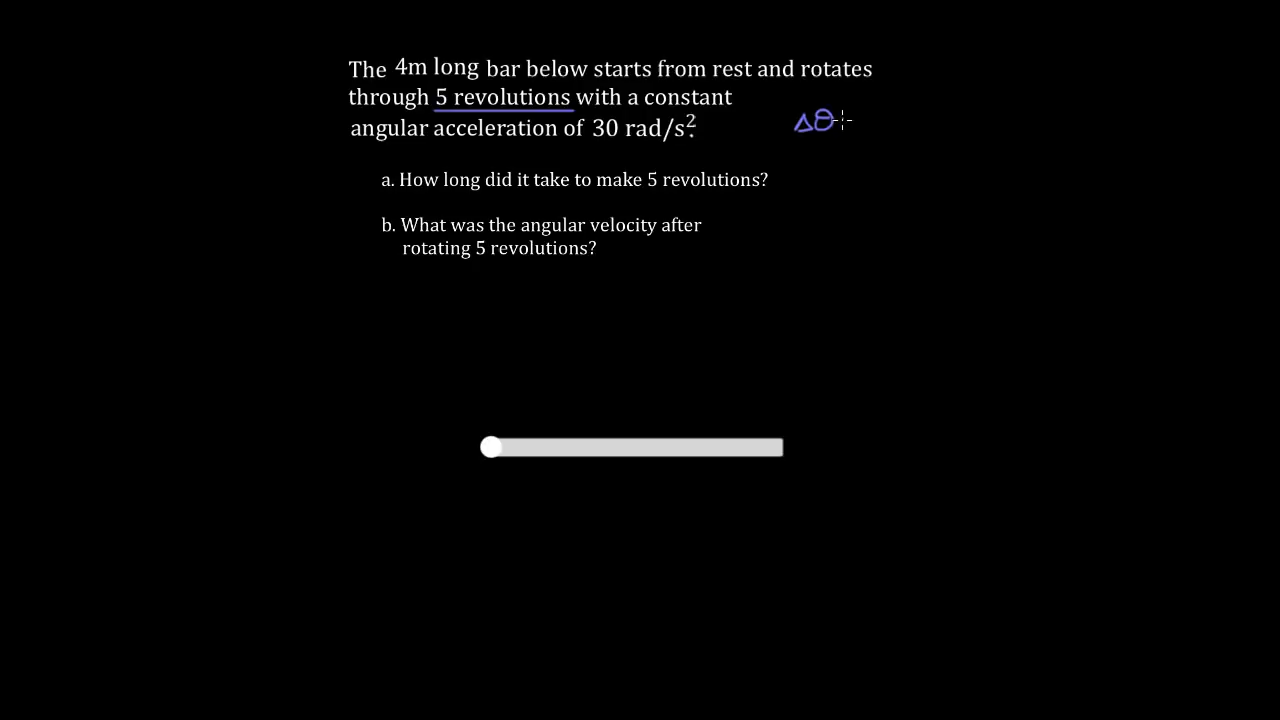 The 4m long bar below starts from rest and rotates
through 5 revolutions with a constant
angular acceleration of 30 rad/s².
Δθ
a. How long did it take to make 5 revolutions?
b. What was the angular velocity after
rotating 5 revolutions?